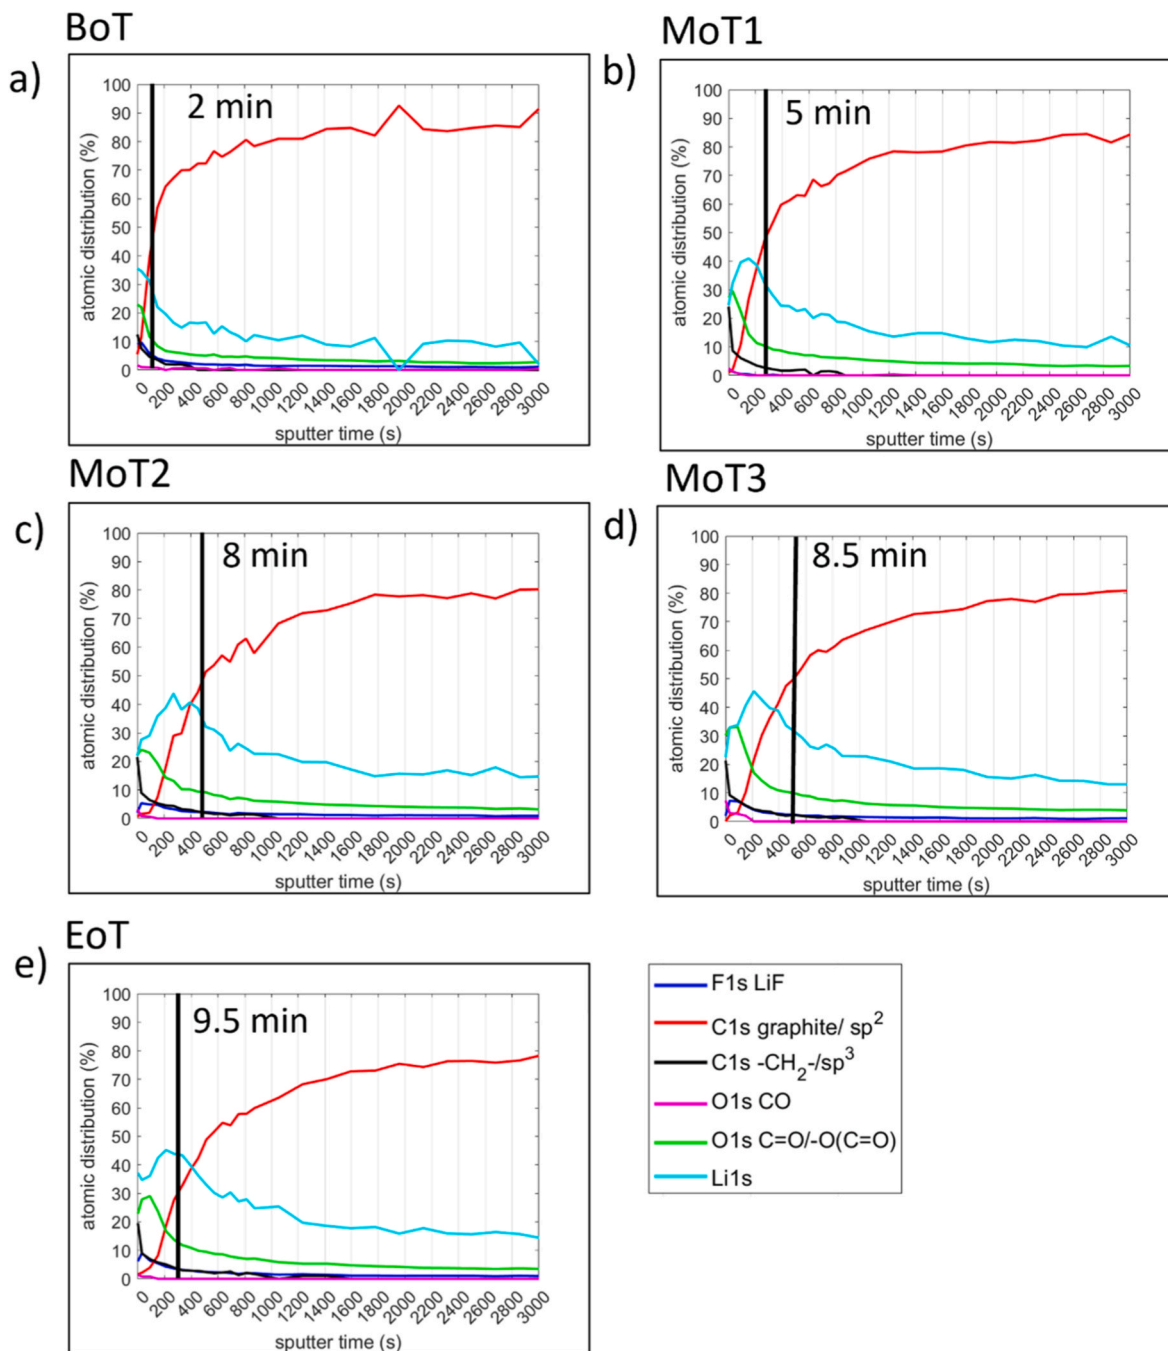 BoT
a)
2 min
100
90
80
70
60
50
40
30
20
10
0
atomic distribution (%)
0 200 400 600 800 1000 1200 1400 1600 1800 2000 2200 2400 2600 2800 3000
sputter time (s)
MoT1
b)
5 min
100
90
80
70
60
50
40
30
20
10
0
atomic distribution (%)
0 200 400 600 800 1000 1200 1400 1600 1800 2000 2200 2400 2600 2800 3000
sputter time (s)
MoT2
c)
8 min
100
90
80
70
60
50
40
30
20
10
0
atomic distribution (%)
0 200 400 600 800 1000 1200 1400 1600 1800 2000 2200 2400 2600 2800 3000
sputter time (s)
MoT3
d)
8.5 min
100
90
80
70
60
50
40
30
20
10
0
atomic distribution (%)
0 200 400 600 800 1000 1200 1400 1600 1800 2000 2200 2400 2600 2800 3000
sputter time (s)
EoT
e)
9.5 min
100
90
80
70
60
50
40
30
20
10
0
atomic distribution (%)
0 200 400 600 800 1000 1200 1400 1600 1800 2000 2200 2400 2600 2800 3000
sputter time (s)
F1s LiF
C1s graphite/ sp²
C1s -CH₂-/sp³
O1s CO
O1s C=O/-O(C=O)
Li1s